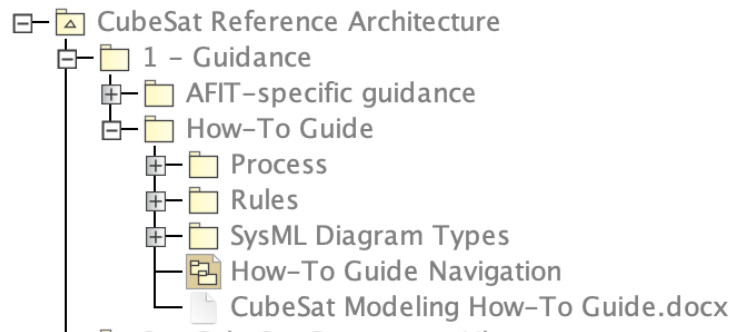 CubeSat Reference Architecture
1 - Guidance
AFIT-specific guidance
How-To Guide
Process
Rules
SysML Diagram Types
How-To Guide Navigation
CubeSat Modeling How-To Guide.docx